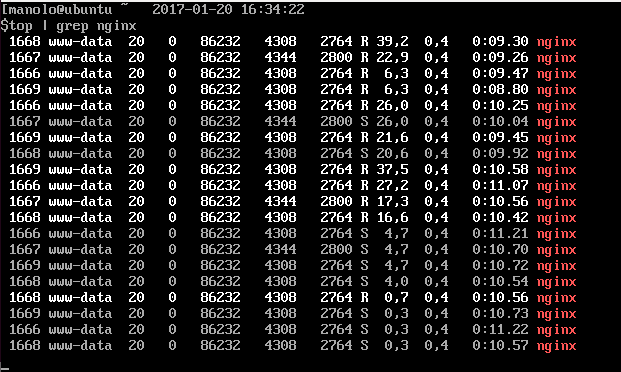 [manolo@ubuntu ~   2017-01-20 16:34:22
$top | grep nginx
1668 www-data 20 0 86232 4308 2764 R 39,2 0,4 0:09.30 nginx
1667 www-data 20 0 86232 4344 2800 R 22,9 0,4 0:09.26 nginx
1666 www-data 20 0 86232 4308 2764 R 6,3 0,4 0:09.47 nginx
1669 www-data 20 0 86232 4308 2764 R 6,3 0,4 0:08.80 nginx
1666 www-data 20 0 86232 4308 2764 R 26,0 0,4 0:10.25 nginx
1667 www-data 20 0 86232 4344 2800 S 26,0 0,4 0:10.04 nginx
1669 www-data 20 0 86232 4308 2764 R 21,6 0,4 0:09.45 nginx
1668 www-data 20 0 86232 4308 2764 S 20,6 0,4 0:09.92 nginx
1669 www-data 20 0 86232 4308 2764 R 37,5 0,4 0:10.58 nginx
1666 www-data 20 0 86232 4308 2764 R 27,2 0,4 0:11.07 nginx
1667 www-data 20 0 86232 4344 2800 R 17,3 0,4 0:10.56 nginx
1668 www-data 20 0 86232 4308 2764 R 16,6 0,4 0:10.42 nginx
1666 www-data 20 0 86232 4308 2764 S 4,7 0,4 0:11.21 nginx
1667 www-data 20 0 86232 4344 2800 S 4,7 0,4 0:10.70 nginx
1669 www-data 20 0 86232 4308 2764 S 4,7 0,4 0:10.72 nginx
1668 www-data 20 0 86232 4308 2764 S 4,0 0,4 0:10.54 nginx
1668 www-data 20 0 86232 4308 2764 R 0,7 0,4 0:10.56 nginx
1669 www-data 20 0 86232 4308 2764 S 0,3 0,4 0:10.73 nginx
1666 www-data 20 0 86232 4308 2764 S 0,3 0,4 0:11.22 nginx
1668 www-data 20 0 86232 4308 2764 S 0,3 0,4 0:10.57 nginx